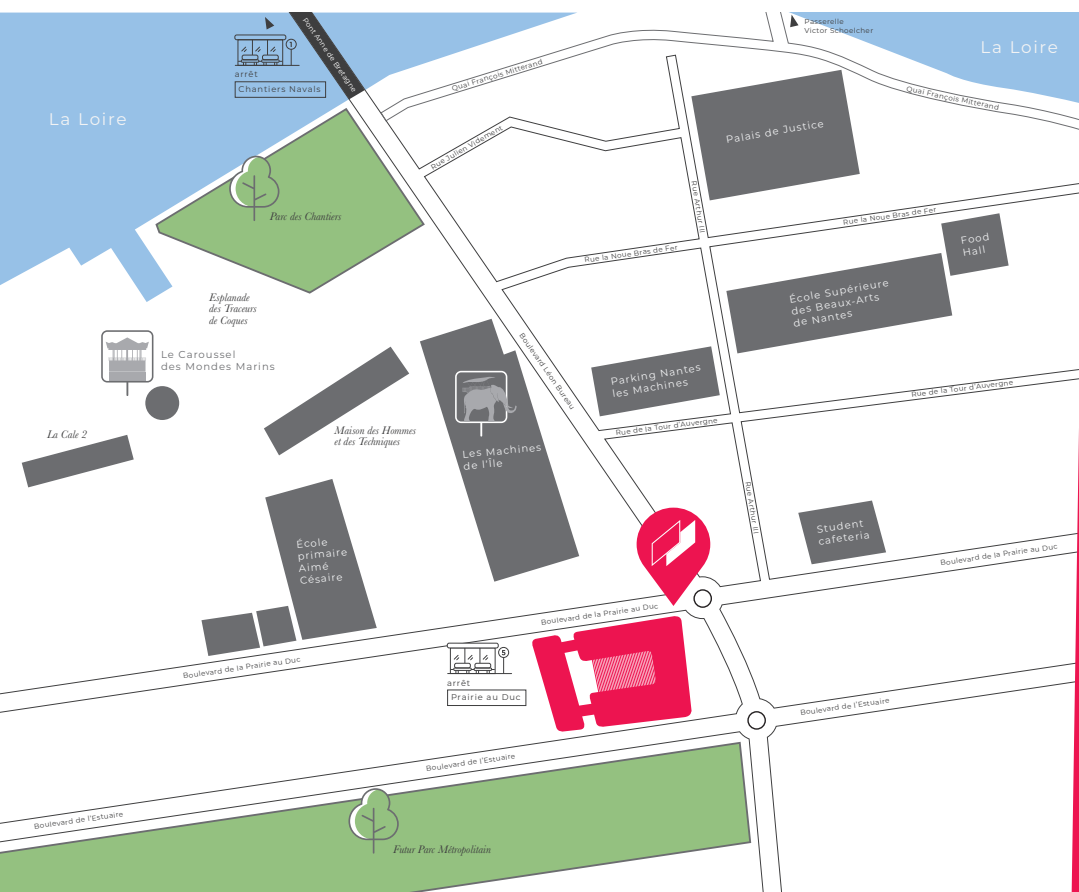 Pont Anne de Bretagne
Passerelle
Victor Schoelcher
La Loire
1
arrêt
Chantiers Navals
Quai François Mitterand
Quai François Mitterand
La Loire
Rue Julien Videment
Palais de Justice
Parc des Chantiers
Rue Arthur III
Rue la Noue Bras de Fer
Rue la Noue Bras de Fer
Food
Hall
École Supérieure
des Beaux-Arts
de Nantes
Esplanade
des Traceurs
de Coques
Le Caroussel
des Mondes Marins
Boulevard Léon Bureau
Parking Nantes
les Machines
Rue de la Tour d'Auvergne
Rue de la Tour d'Auvergne
La Cale 2
Maison des Hommes
et des Techniques
Les Machines
de l'Île
Rue Arthur III
Student
cafeteria
École
primaire
Aimé
Césaire
Boulevard de la Prairie au Duc
Boulevard de la Prairie au Duc
Boulevard de la Prairie au Duc
5
arrêt
Prairie au Duc
Boulevard de l'Estuaire
Boulevard de l'Estuaire
Boulevard de l'Estuaire
Futur Parc Métropolitain